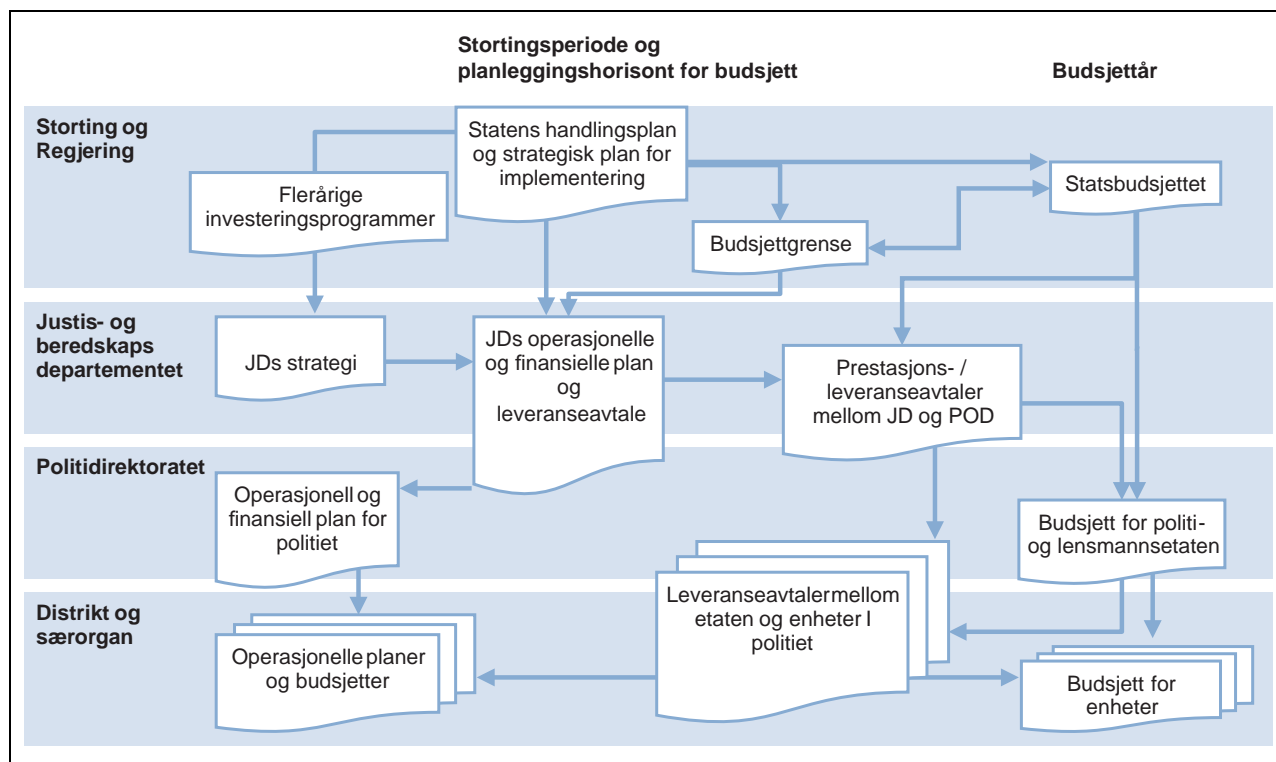 Stortingsperiode og
planleggingshorisont for budsjett
Budsjettår
Storting og
Regjering
Statens handlingsplan
og strategisk plan for
implementering
Flerårige
investeringsprogrammer
Statsbudsjettet
Budsjettgrense
Justis- og
beredskaps
departementet
JDs strategi
JDs operasjonelle
og finansielle plan
og
leveranseavtale
Prestasjons- /
leveranseavtaler
mellom JD og POD
Politidirektoratet
Operasjonell og
finansiell plan for
politiet
Budsjett for politi-
og lensmannsetaten
Distrikt og
særorgan
Leveranseavtalermellom
etaten og enheter I
politiet
Operasjonelle planer
og budsjetter
Budsjett for
enheter